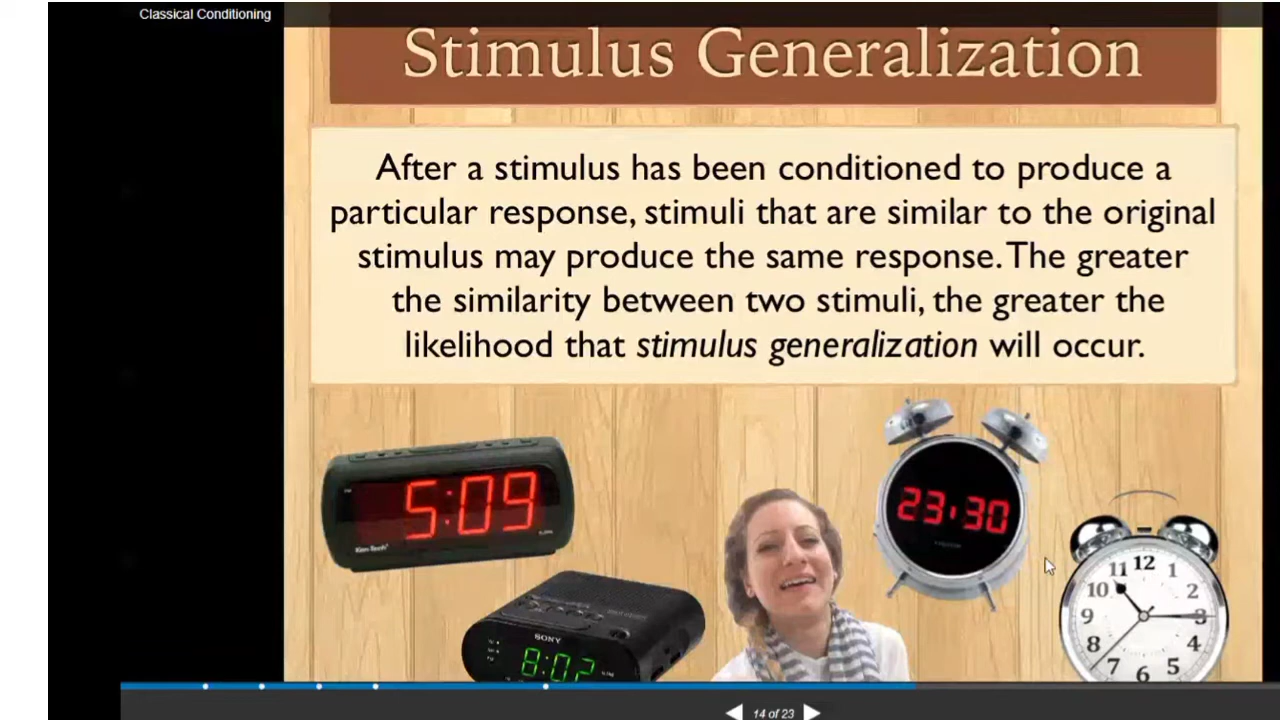 Classical Conditioning
Stimulus Generalization
After a stimulus has been conditioned to produce a
particular response, stimuli that are similar to the original
stimulus may produce the same response. The greater
the similarity between two stimuli, the greater the
likelihood that stimulus generalization will occur.
5:09
23:30
SONY
8:02
11 12 1
10 2
9 3
8 4
7 6 5
14 of 23